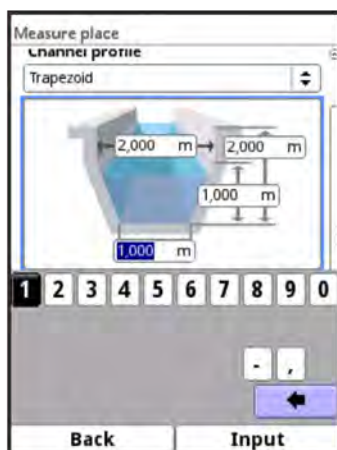 Measure place
Channel profile
Trapezoid
2,000 m 2,000 m
1,000 m
1,000 m
1 2 3 4 5 6 7 8 9 0
- ,
Back Input